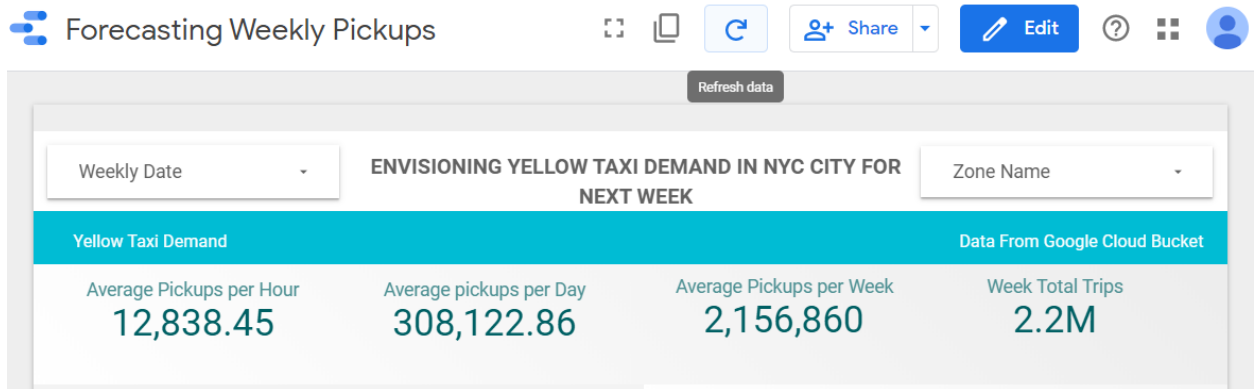 Forecasting Weekly Pickups
Share
Edit
Refresh data
Weekly Date
ENVISIONING YELLOW TAXI DEMAND IN NYC CITY FOR
NEXT WEEK
Zone Name
Yellow Taxi Demand
Data From Google Cloud Bucket
Average Pickups per Hour
12,838.45
Average pickups per Day
308,122.86
Average Pickups per Week
2,156,860
Week Total Trips
2.2M